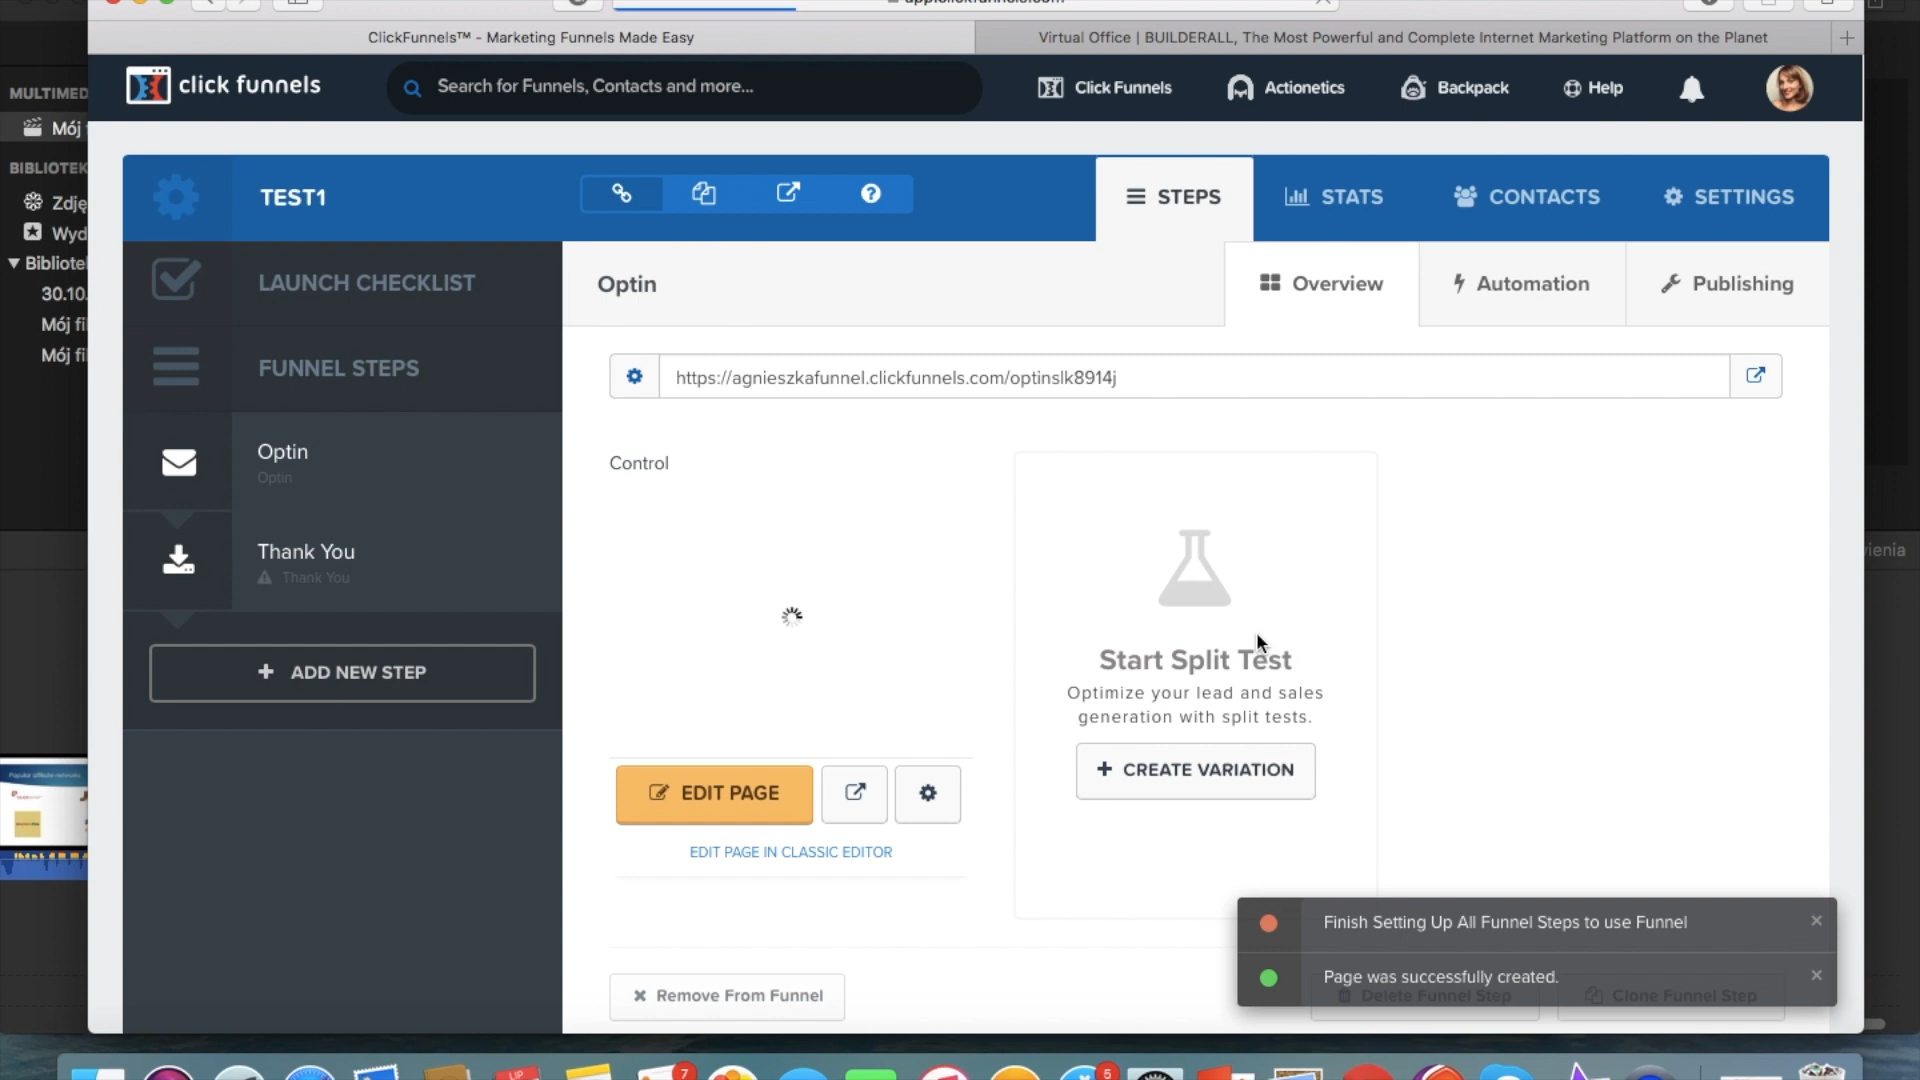 ClickFunnels™ - Marketing Funnels Made Easy
Virtual Office | BUILDERALL, The Most Powerful and Complete Internet Marketing Platform on the Planet
click funnels
Search for Funnels, Contacts and more...
Click Funnels
Actionetics
Backpack
Help
MULTIMED
Mój
BIBLIOTEK
Zdję
Wyd
Bibliote
30.10.
Mój fi
Mój fi
TEST1
STEPS
STATS
CONTACTS
SETTINGS
LAUNCH CHECKLIST
FUNNEL STEPS
Optin
Optin
Thank You
Thank You
+ ADD NEW STEP
Optin
Overview
Automation
Publishing
https://agnieszkafunnel.clickfunnels.com/optinslk8914j
Control
Start Split Test
Optimize your lead and sales
generation with split tests.
+ CREATE VARIATION
EDIT PAGE
EDIT PAGE IN CLASSIC EDITOR
Finish Setting Up All Funnel Steps to use Funnel
Page was successfully created.
Remove From Funnel
Delete Funnel Step
Clone Funnel Step
ienia
Popular affiliate networks
7
5